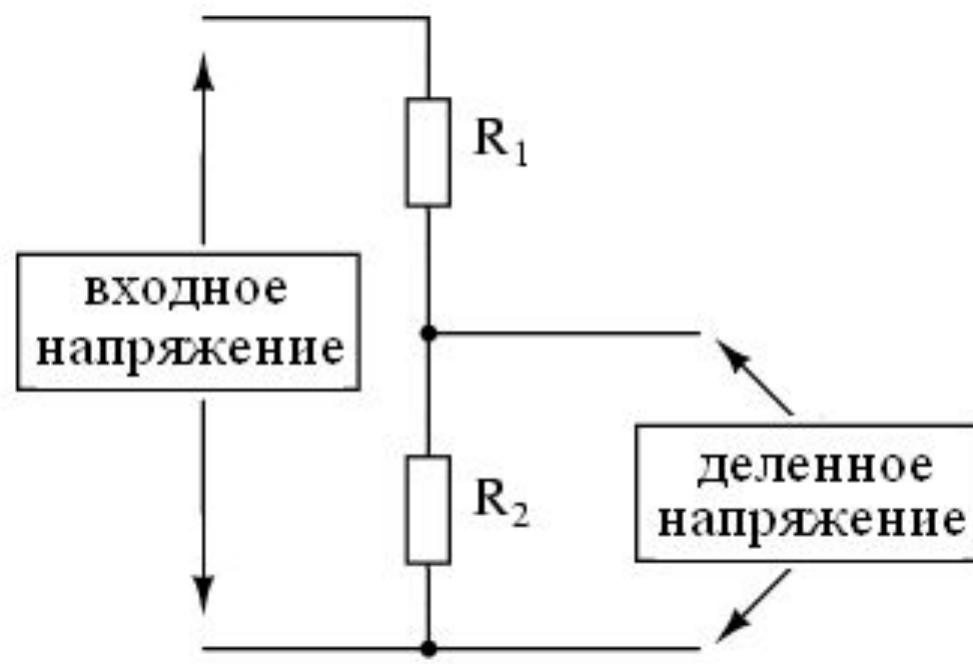 R₁
входное
напряжение
деленное
R₂
напряжение